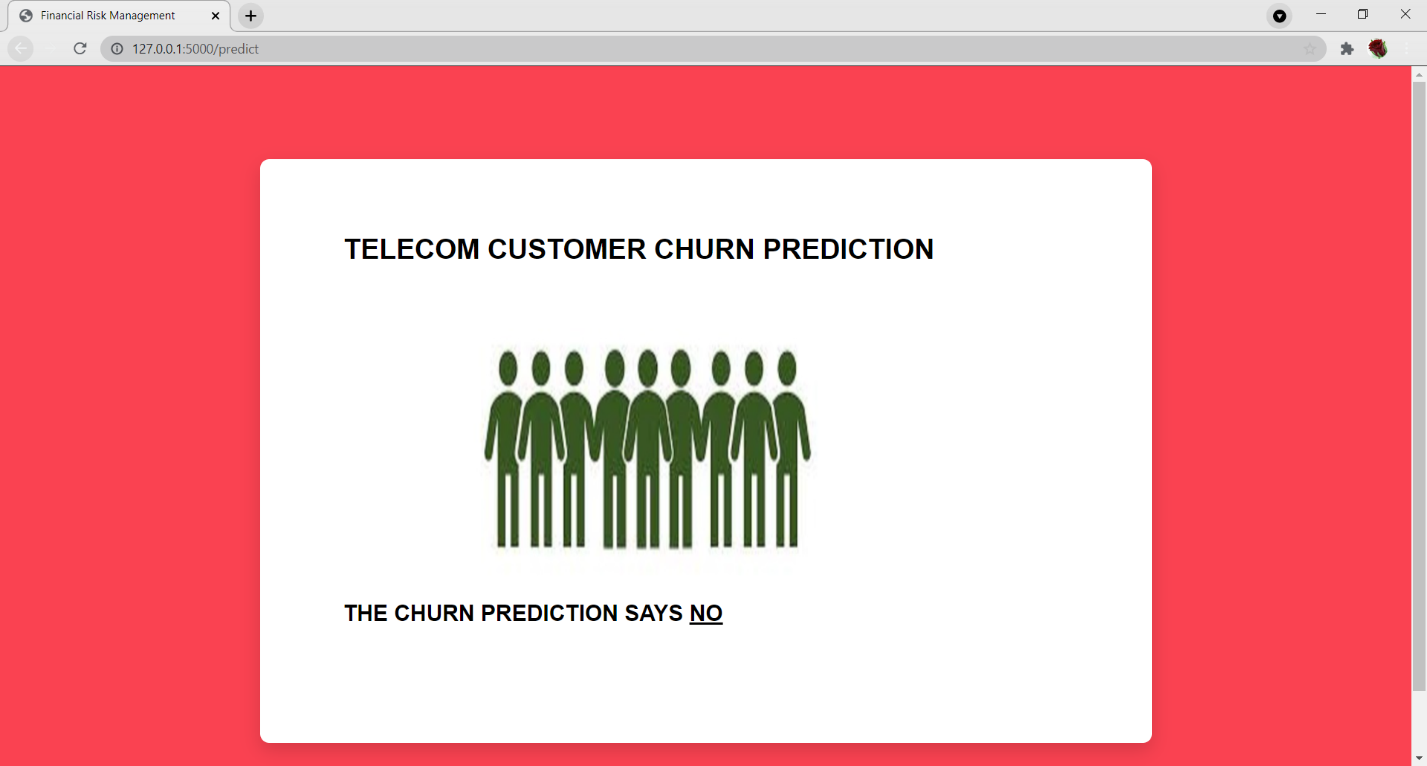 Financial Risk Management
127.0.0.1:5000/predict
TELECOM CUSTOMER CHURN PREDICTION
THE CHURN PREDICTION SAYS NO